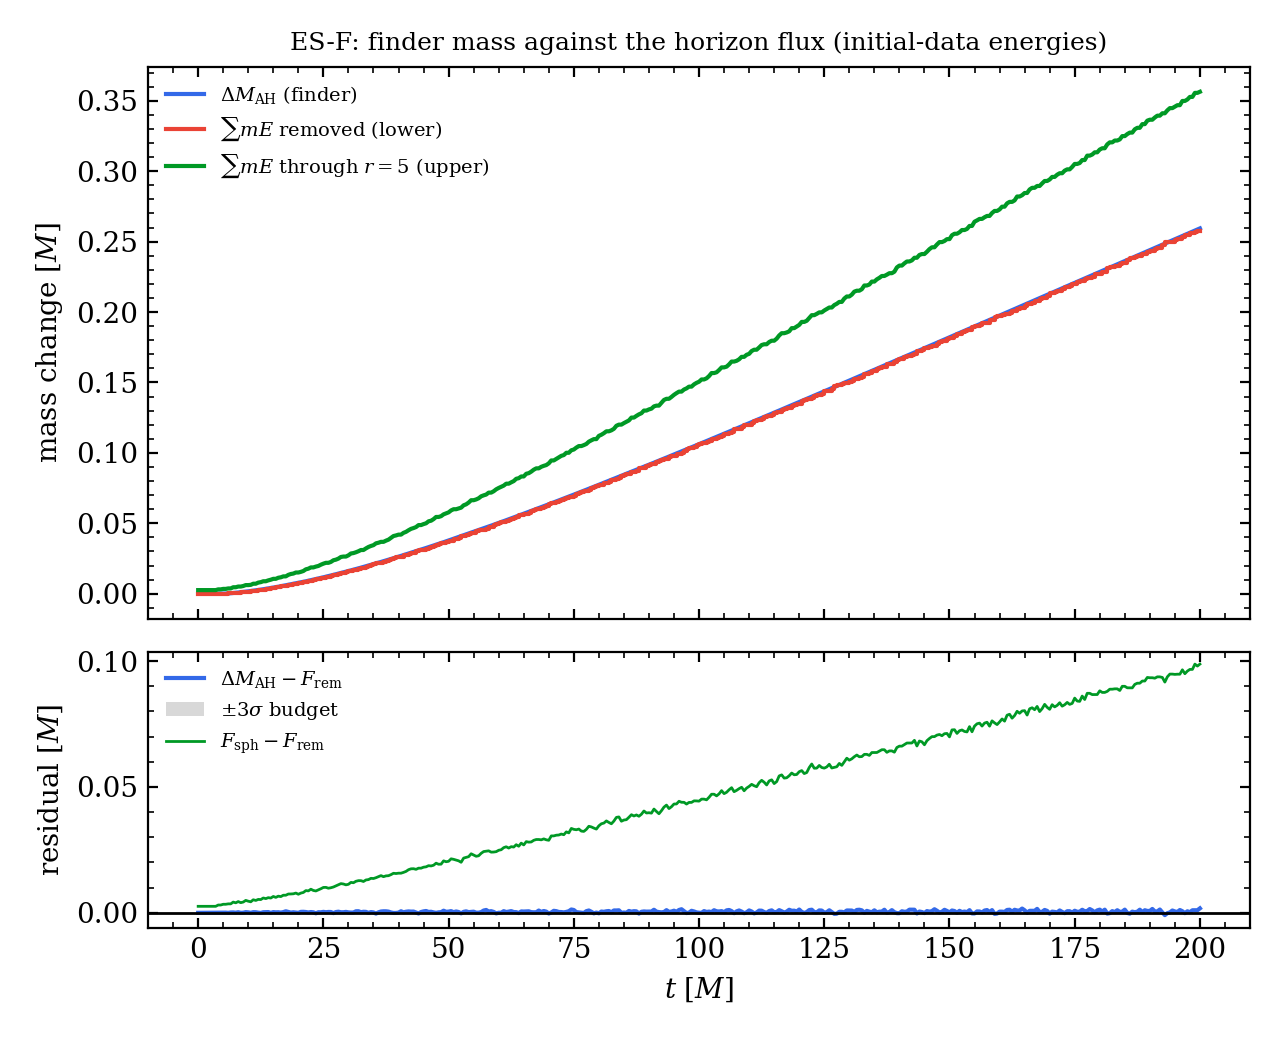 ES-F: finder mass against the horizon flux (initial-data energies)
ΔM_AH (finder)
∑mE removed (lower)
∑mE through r = 5 (upper)
mass change [M]
0.35
0.30
0.25
0.20
0.15
0.10
0.05
0.00
ΔM_AH − F_rem
±3σ budget
F_sph − F_rem
residual [M]
0.10
0.05
0.00
0 25 50 75 100 125 150 175 200
t [M]